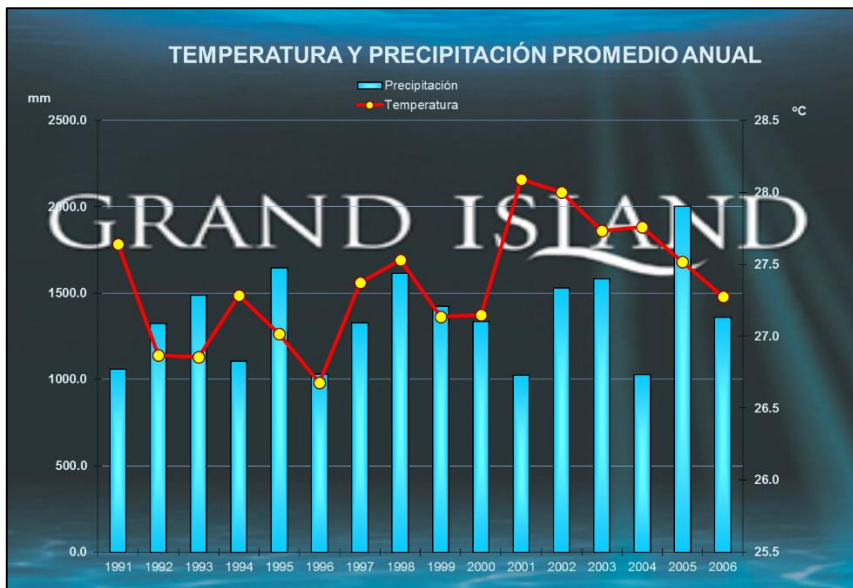 TEMPERATURA Y PRECIPITACIÓN PROMEDIO ANUAL
Precipitación
Temperatura
mm
ºC
2500.0
2000.0
1500.0
1000.0
500.0
0.0
28.5
28.0
27.5
27.0
26.5
26.0
25.5
GRAND ISLAND
1991 1992 1993 1994 1995 1996 1997 1998 1999 2000 2001 2002 2003 2004 2005 2006